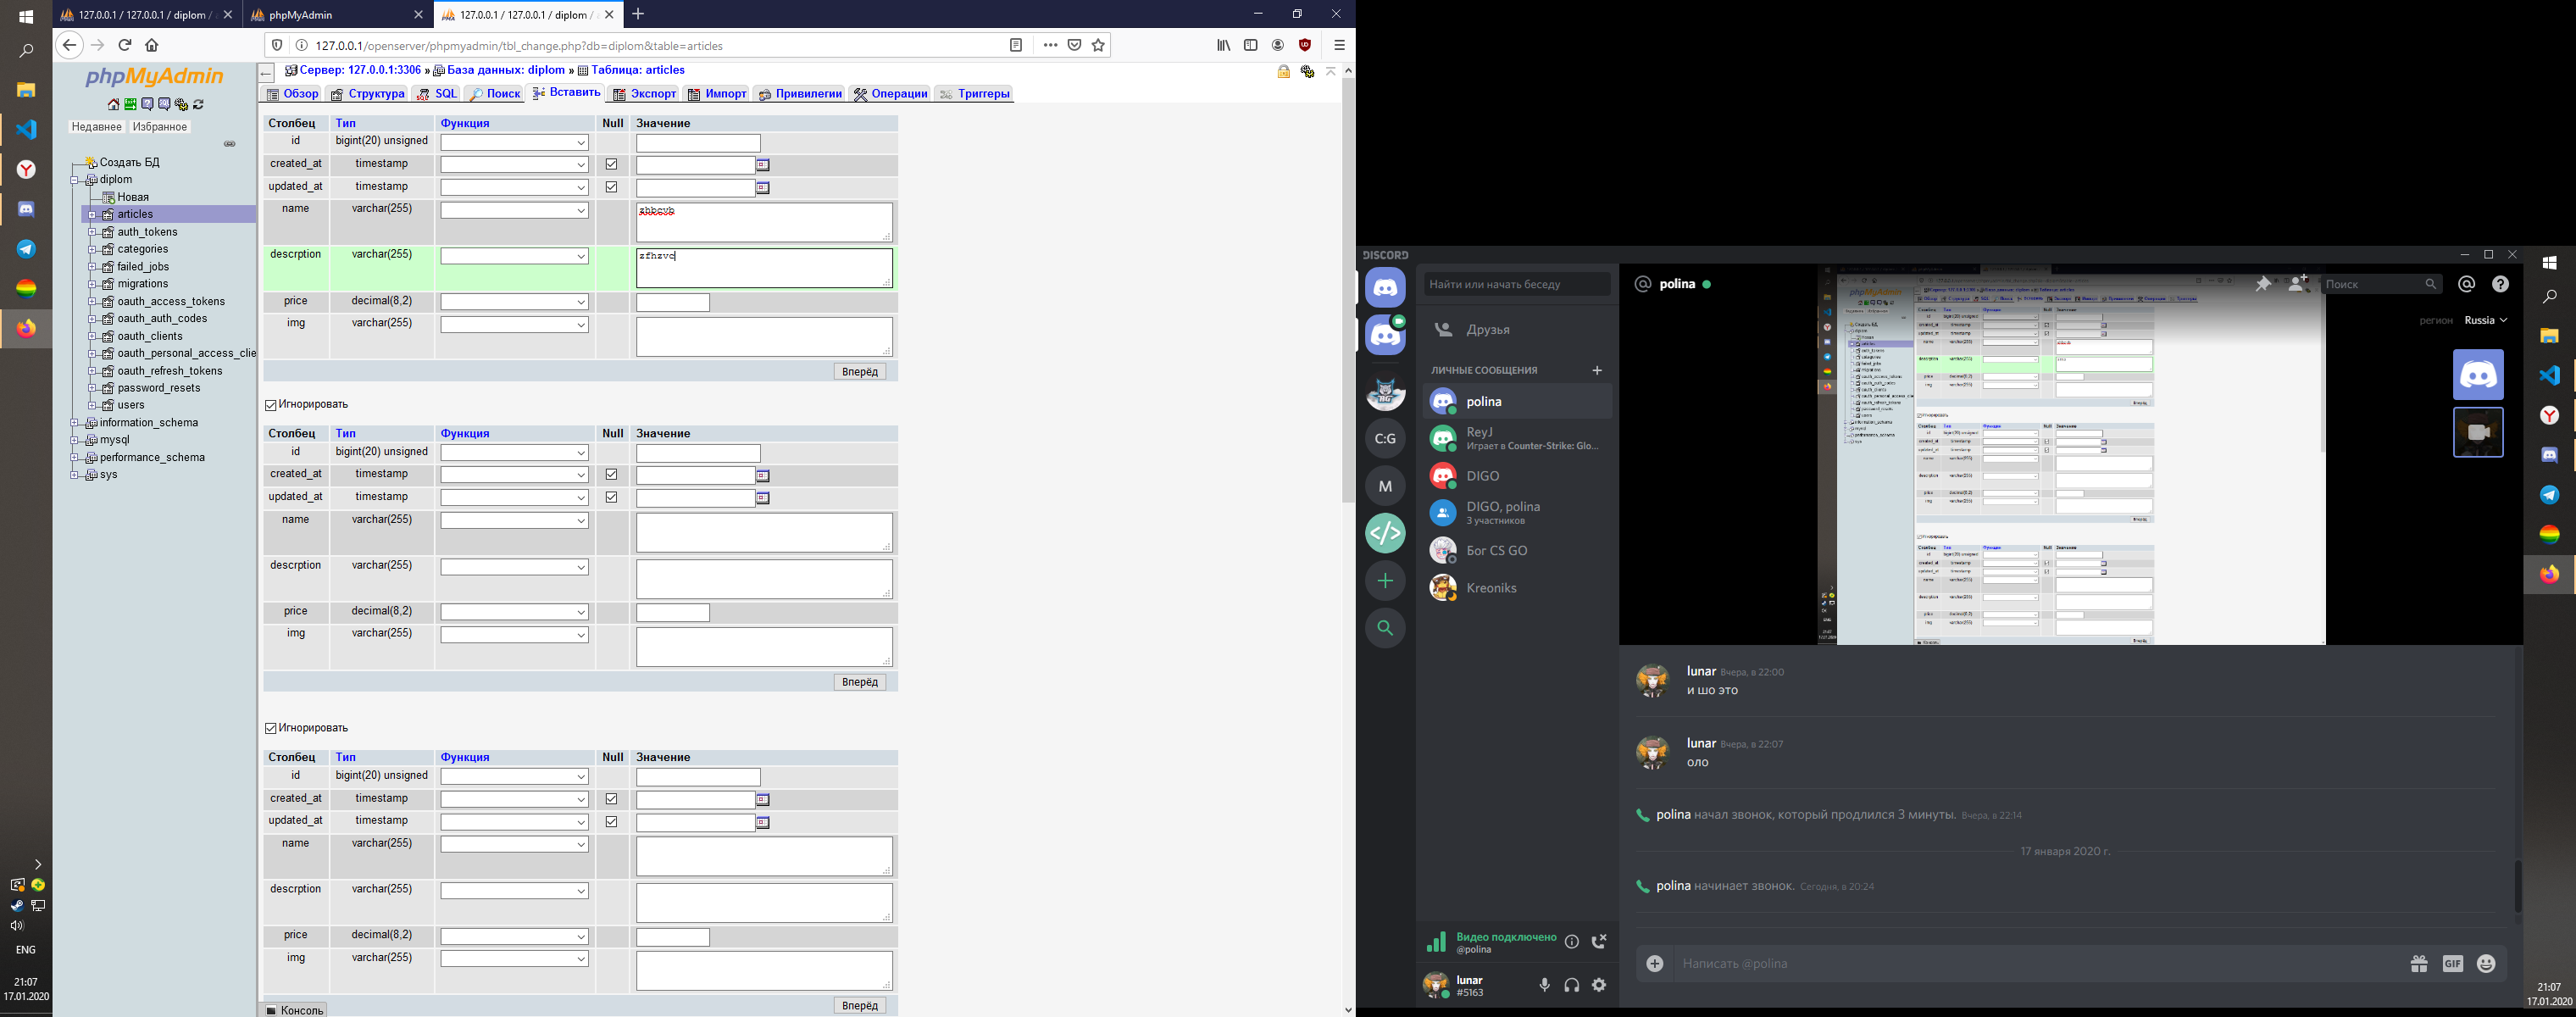 127.0.0.1 / 127.0.0.1 / diplom /
phpMyAdmin
127.0.0.1 / 127.0.0.1 / diplom /
127.0.0.1/openserver/phpmyadmin/tbl_change.php?db=diplom&table=articles
phpMyAdmin
Недавнее Избранное
Создать БД
diplom
Новая
articles
auth_tokens
categories
failed_jobs
migrations
oauth_access_tokens
oauth_auth_codes
oauth_clients
oauth_personal_access_clie
oauth_refresh_tokens
password_resets
users
information_schema
mysql
performance_schema
sys
Сервер: 127.0.0.1:3306 » База данных: diplom » Таблица: articles
Обзор Структура SQL Поиск Вставить Экспорт Импорт Привилегии Операции Триггеры
Столбец Тип Функция Null Значение
id bigint(20) unsigned
created_at timestamp
updated_at timestamp
name varchar(255) zhbcvb
descrption varchar(255) zfhzvc
price decimal(8,2)
img varchar(255)
Вперёд
Игнорировать
Столбец Тип Функция Null Значение
id bigint(20) unsigned
created_at timestamp
updated_at timestamp
name varchar(255)
descrption varchar(255)
price decimal(8,2)
img varchar(255)
Вперёд
Игнорировать
Столбец Тип Функция Null Значение
id bigint(20) unsigned
created_at timestamp
updated_at timestamp
name varchar(255)
descrption varchar(255)
price decimal(8,2)
img varchar(255)
Вперёд
Консоль
ENG
21:07
17.01.2020
DISCORD
Найти или начать беседу
Друзья
ЛИЧНЫЕ СООБЩЕНИЯ
polina
ReyJ
Играет в Counter-Strike: Glo...
DIGO
DIGO, polina
3 участников
Бог CS GO
Kreoniks
C:G
M
Видео подключено
@polina
lunar
#5163
polina
Поиск
регион Russia
lunar Вчера, в 22:00
и шо это
lunar Вчера, в 22:07
оло
polina начал звонок, который продлился 3 минуты. Вчера, в 22:14
17 января 2020 г.
polina начинает звонок. Сегодня, в 20:24
Написать @polina
GIF
21:07
17.01.2020